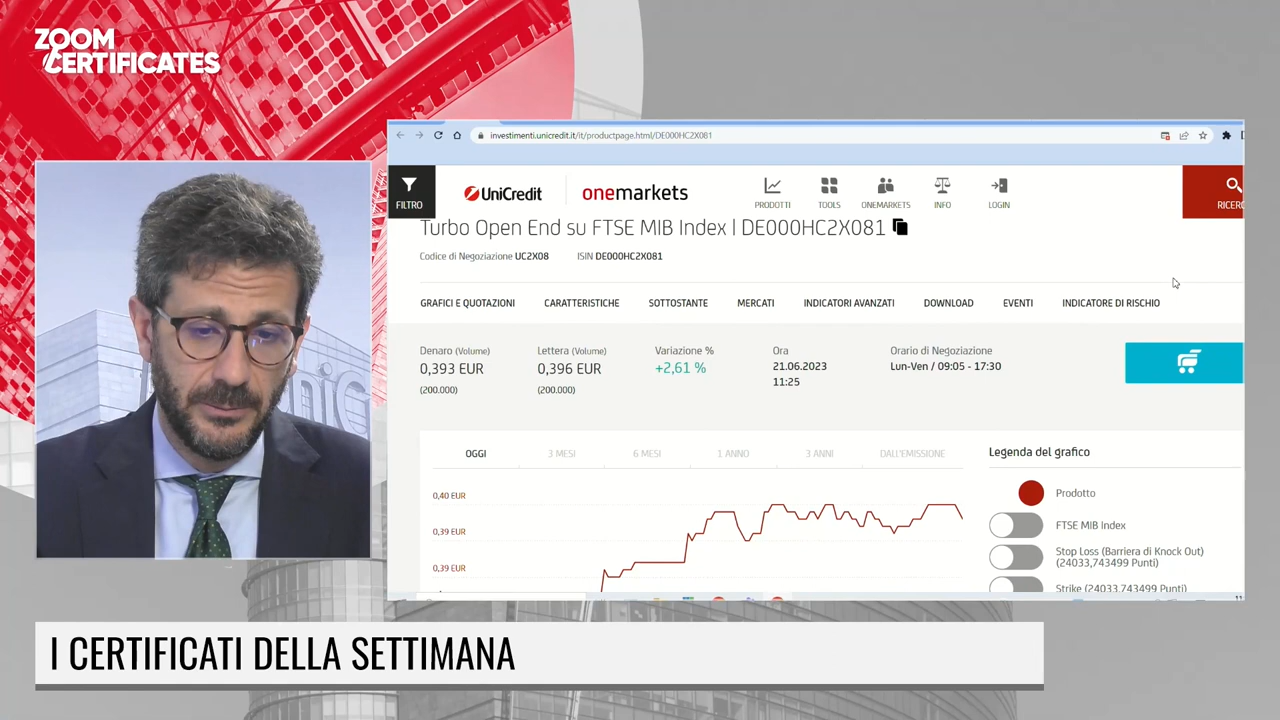 ZOOM
CERTIFICATES
investimenti.unicredit.it/it/productpage.html/DE000HC2X081
FILTRO
UniCredit
onemarkets
PRODOTTI
TOOLS
ONEMARKETS
INFO
LOGIN
RICERC
Turbo Open End su FTSE MIB Index | DE000HC2X081
Codice di Negoziazione UC2X08 ISIN DE000HC2X081
GRAFICI E QUOTAZIONI CARATTERISTICHE SOTTOSTANTE MERCATI INDICATORI AVANZATI DOWNLOAD EVENTI INDICATORE DI RISCHIO
Denaro (Volume) Lettera (Volume) Variazione % Ora Orario di Negoziazione
0,393 EUR 0,396 EUR +2,61 % 21.06.2023 Lun-Ven / 09:05 - 17:30
(200.000) (200.000) 11:25
OGGI 3 MESI 6 MESI 1 ANNO 3 ANNI DALL'EMISSIONE
Legenda del grafico
0,40 EUR
0,39 EUR
0,39 EUR
Prodotto
FTSE MIB Index
Stop Loss (Barriera di Knock Out)
(24033,743499 Punti)
Strike (24033,743499 Punti)
I CERTIFICATI DELLA SETTIMANA